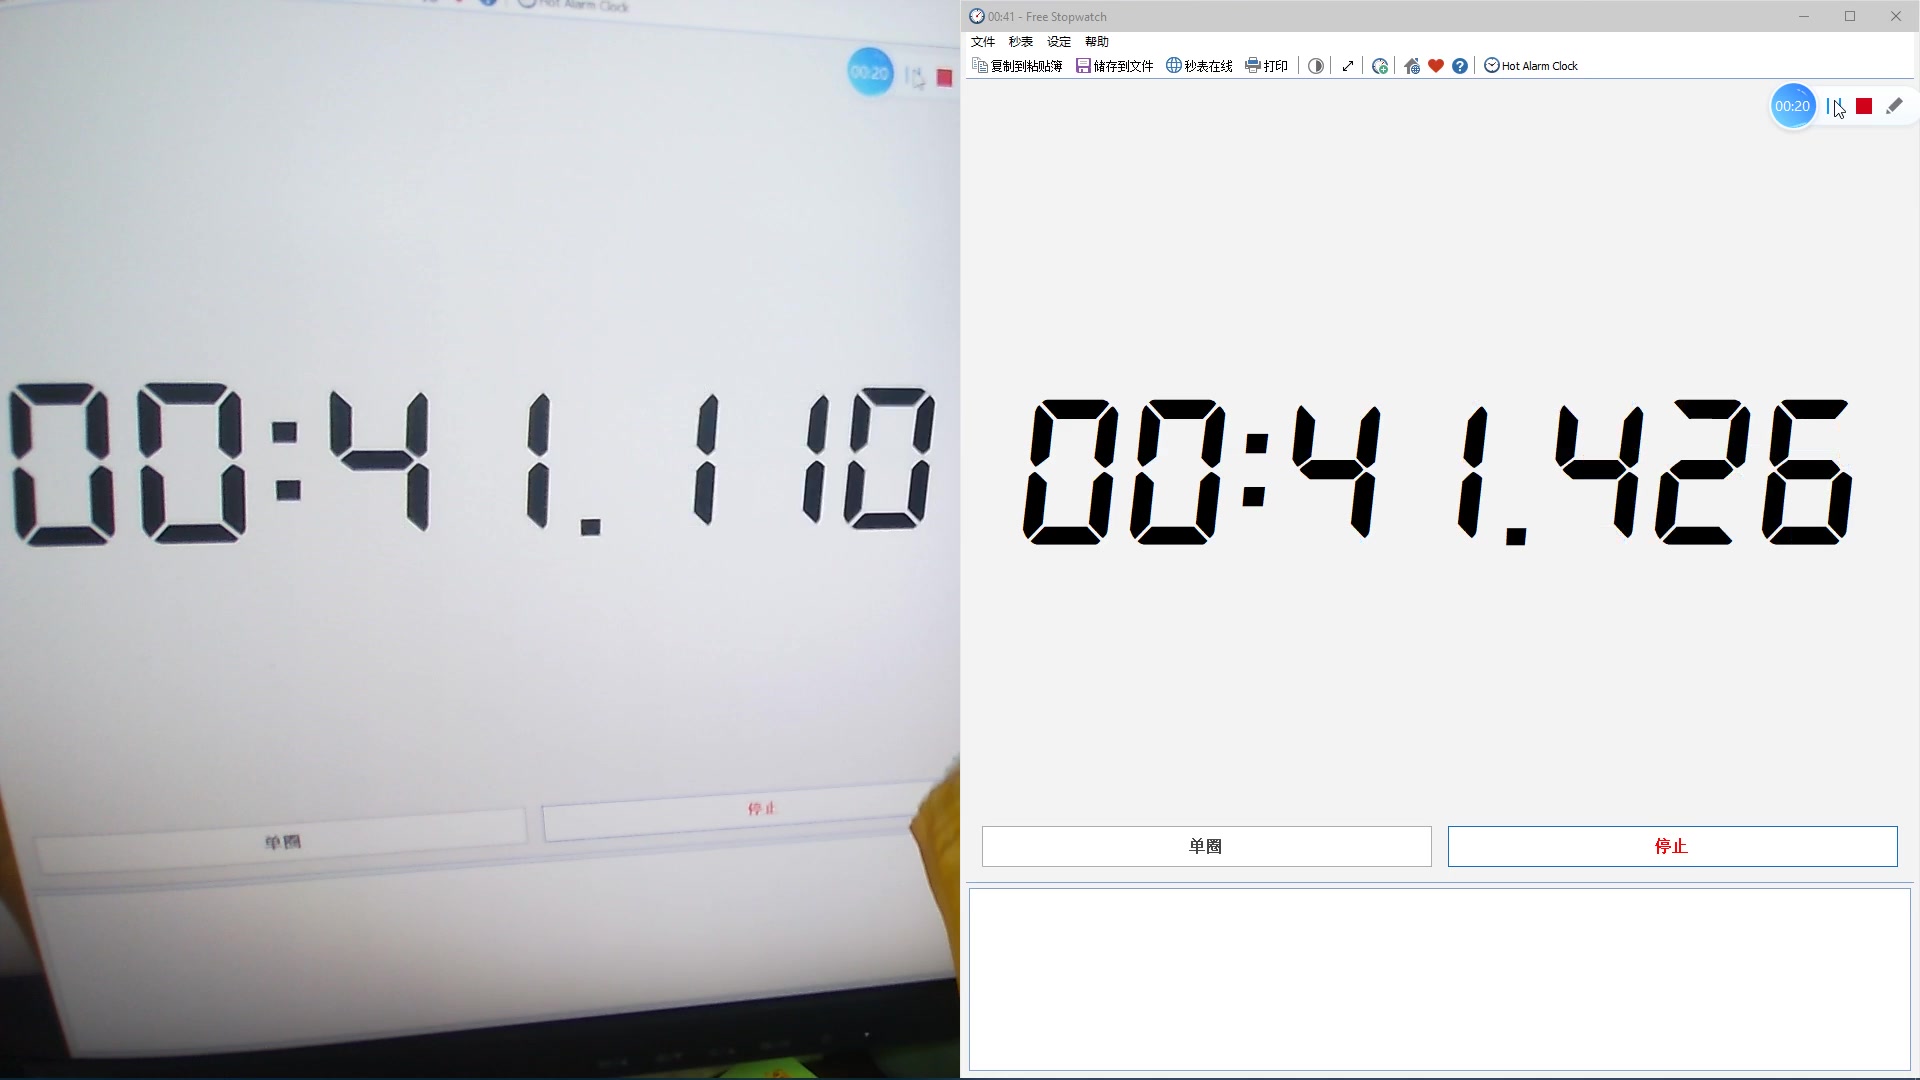 Hot Alarm Clock
00:20
00:41.110
单圈
停止
00:41 - Free Stopwatch
文件 秒表 设定 帮助
复制到粘贴簿 储存到文件 秒表在线 打印 Hot Alarm Clock
00:20
00:41.426
单圈
停止